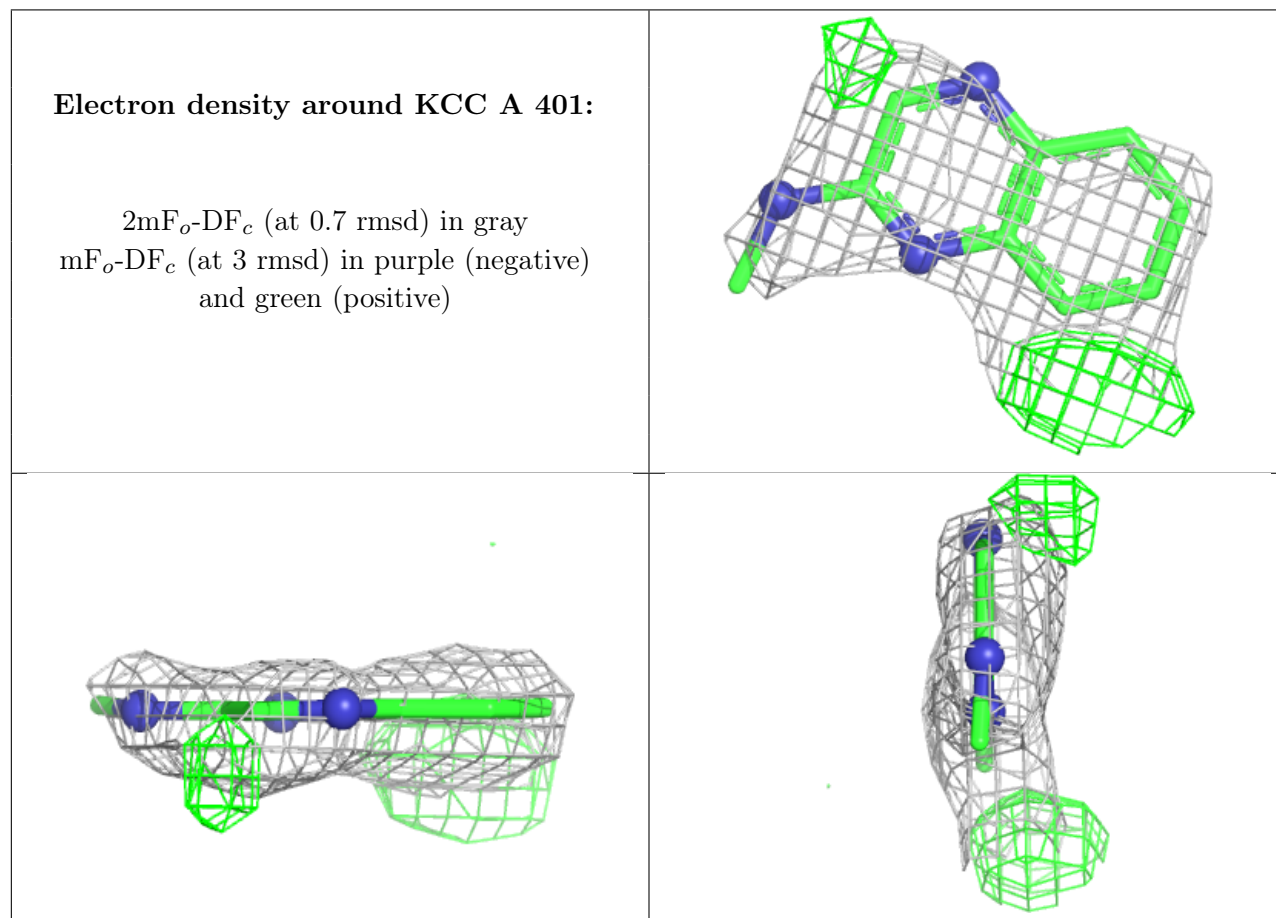 Electron density around KCC A 401:
2mFo-DFc (at 0.7 rmsd) in gray
mFo-DFc (at 3 rmsd) in purple (negative)
and green (positive)